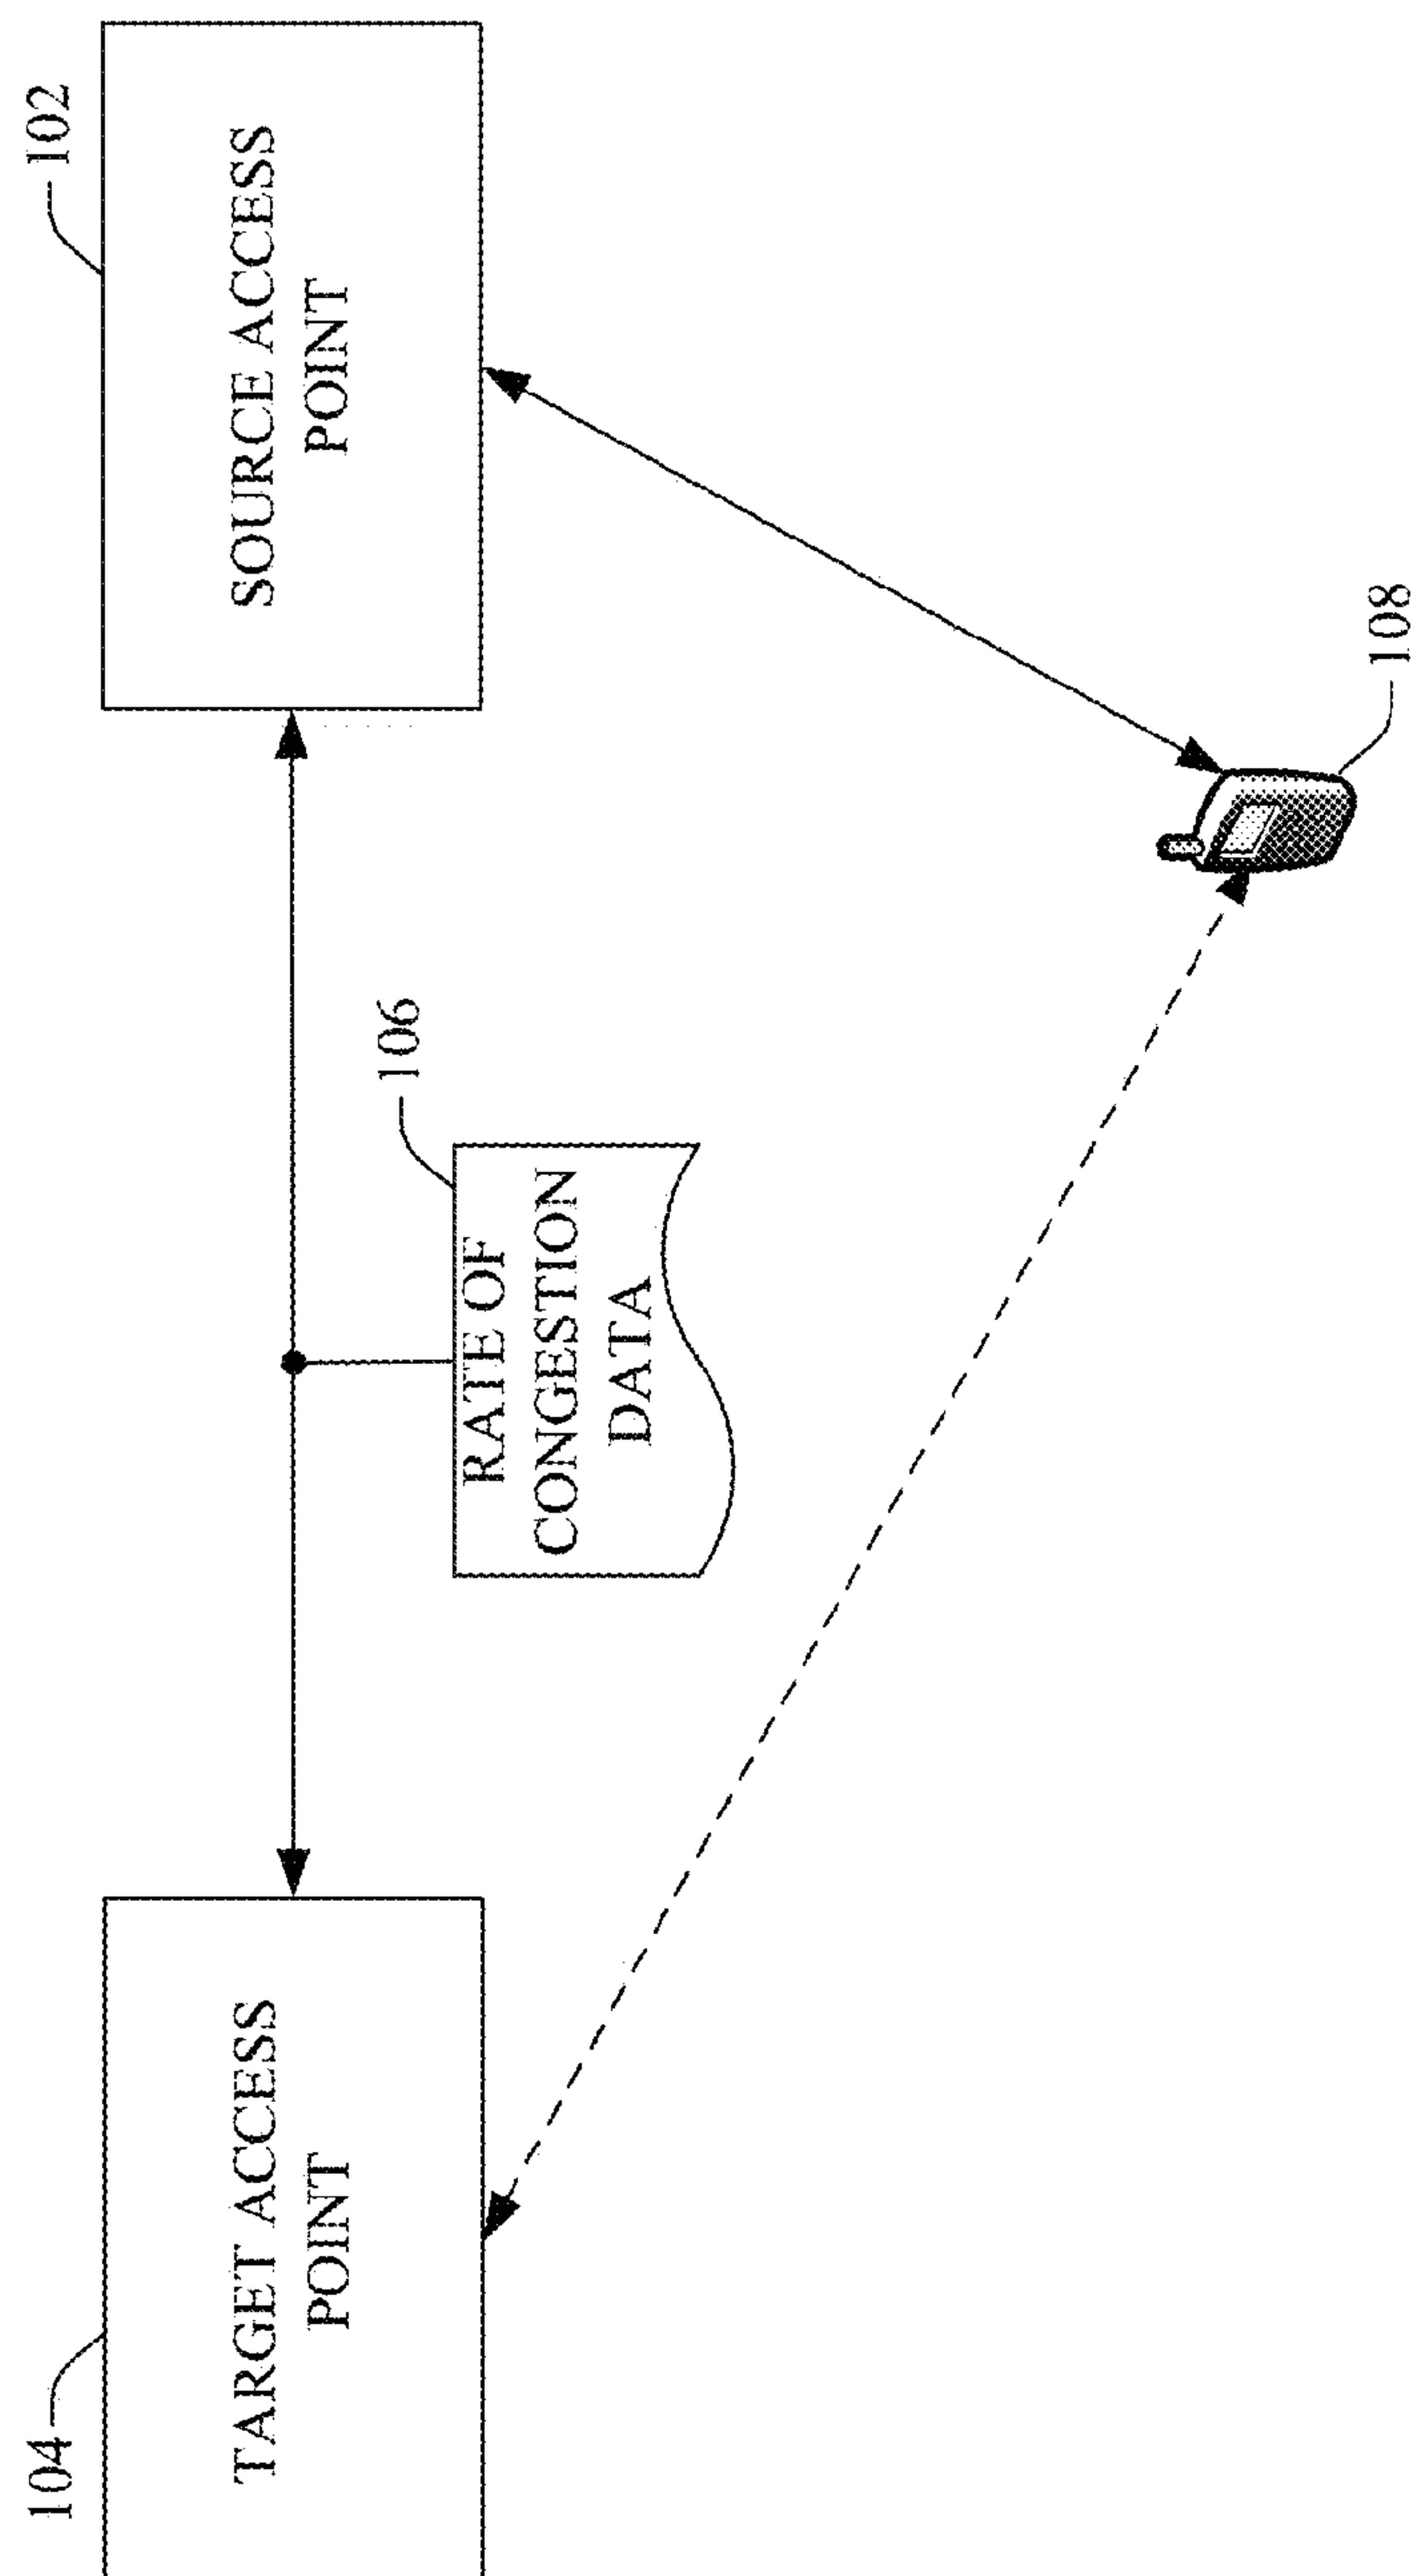 104
TARGET ACCESS
POINT
102
SOURCE ACCESS
POINT
106
RATE OF
CONGESTION
DATA
108